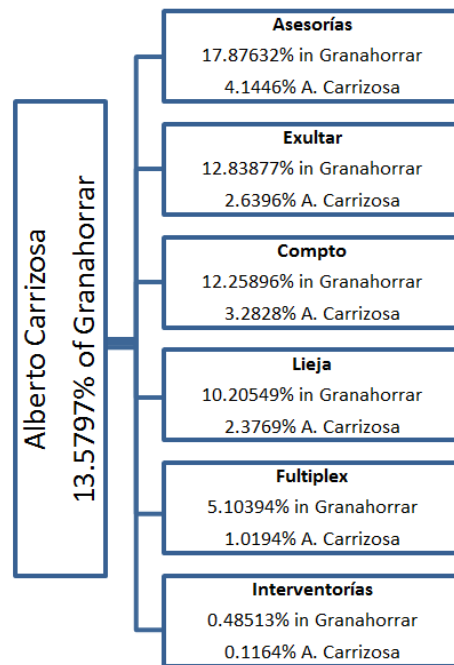 Alberto Carrizosa
13.5797% of Granahorrar
Asesorías
17.87632% in Granahorrar
4.1446% A. Carrizosa
Exultar
12.83877% in Granahorrar
2.6396% A. Carrizosa
Compto
12.25896% in Granahorrar
3.2828% A. Carrizosa
Lieja
10.20549% in Granahorrar
2.3769% A. Carrizosa
Fultiplex
5.10394% in Granahorrar
1.0194% A. Carrizosa
Interventorías
0.48513% in Granahorrar
0.1164% A. Carrizosa